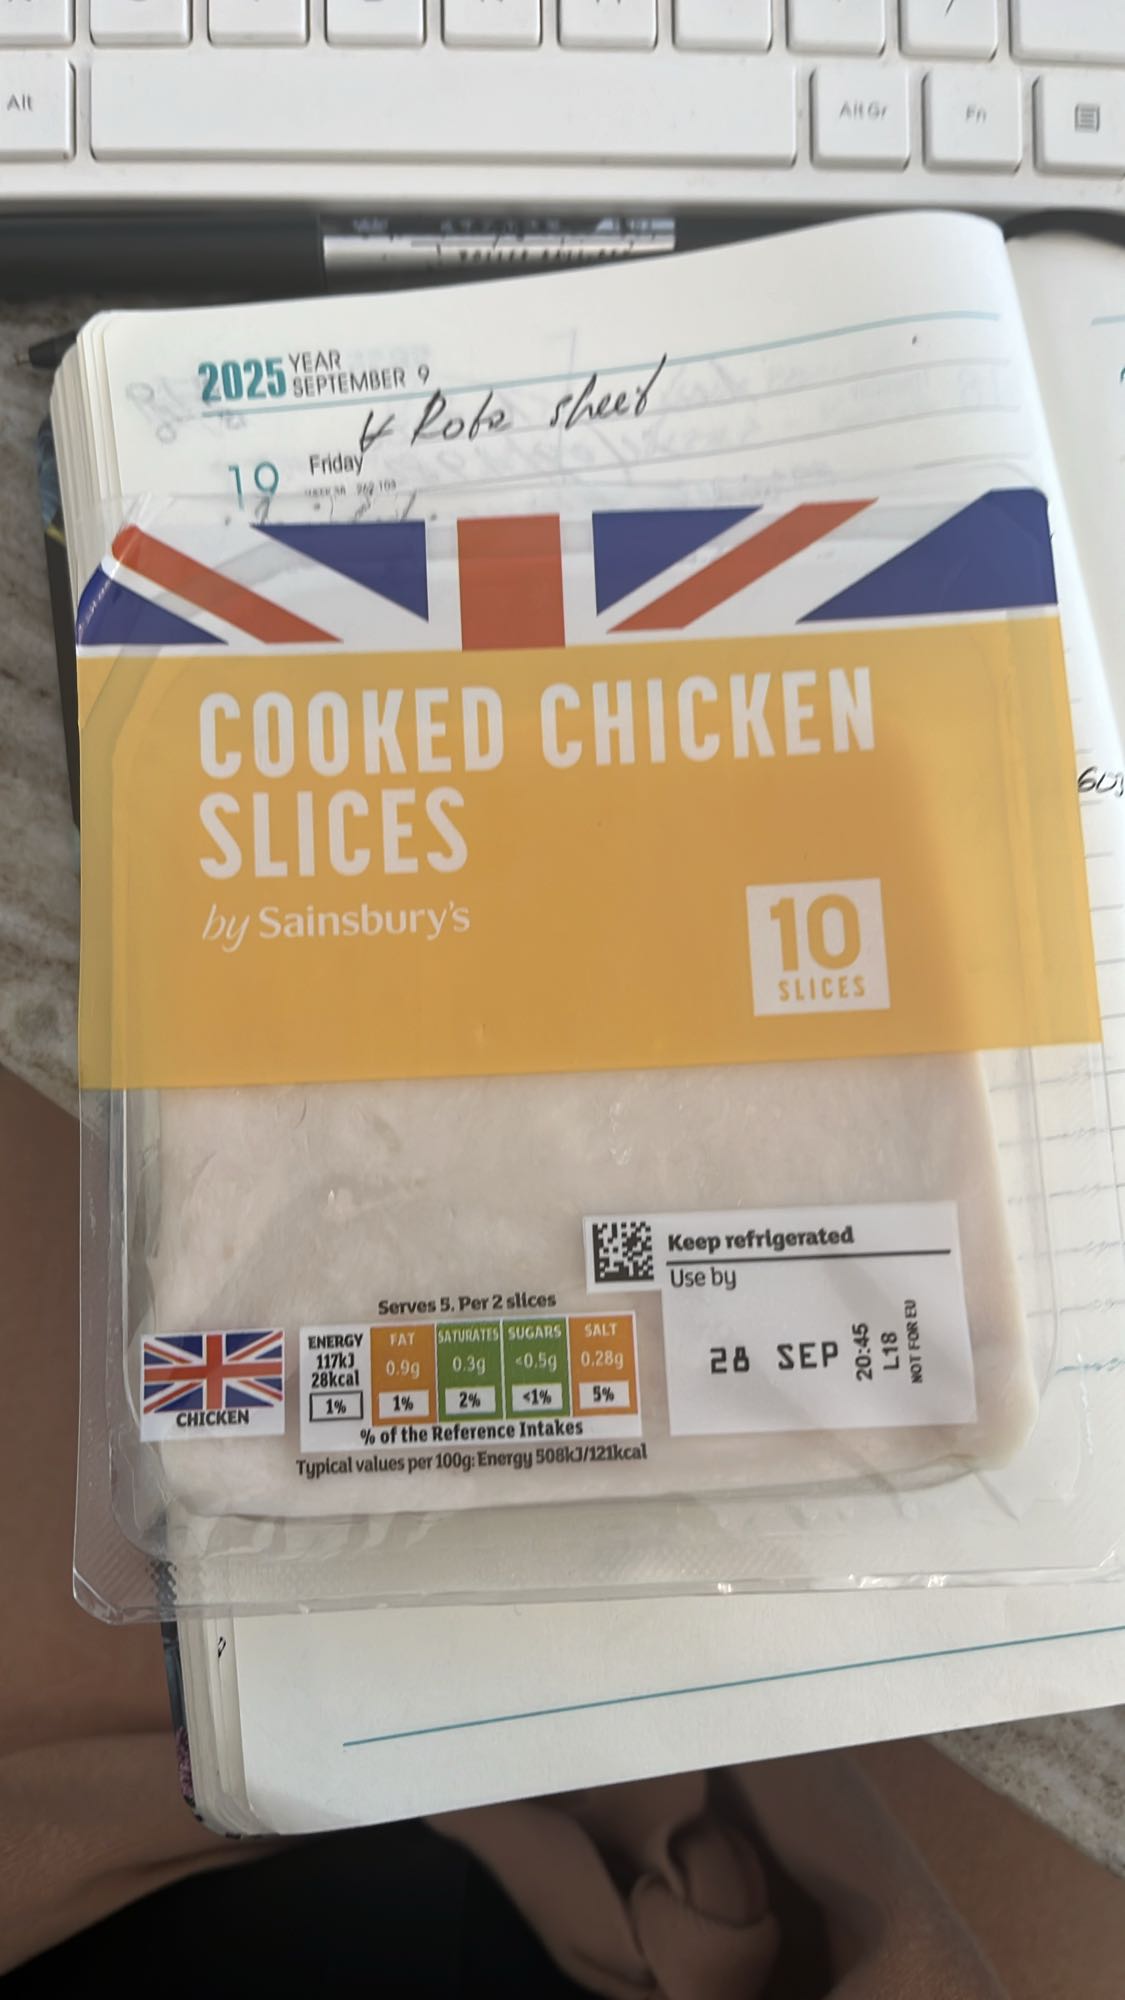 Alt
Alt Gr
Fn
2025 YEAR
SEPTEMBER 9
Rota sheet
19 Friday
COOKED CHICKEN
SLICES
by Sainsbury's
10
SLICES
Keep refrigerated
Use by
28 SEP
20:45
L18
NOT FOR EU
Serves 5. Per 2 slices
ENERGY
117kJ
28kcal
1%
FAT
0.9g
1%
SATURATES
0.3g
2%
SUGARS
<0.5g
<1%
SALT
0.28g
5%
% of the Reference Intakes
Typical values per 100g: Energy 508kJ/121kcal
CHICKEN